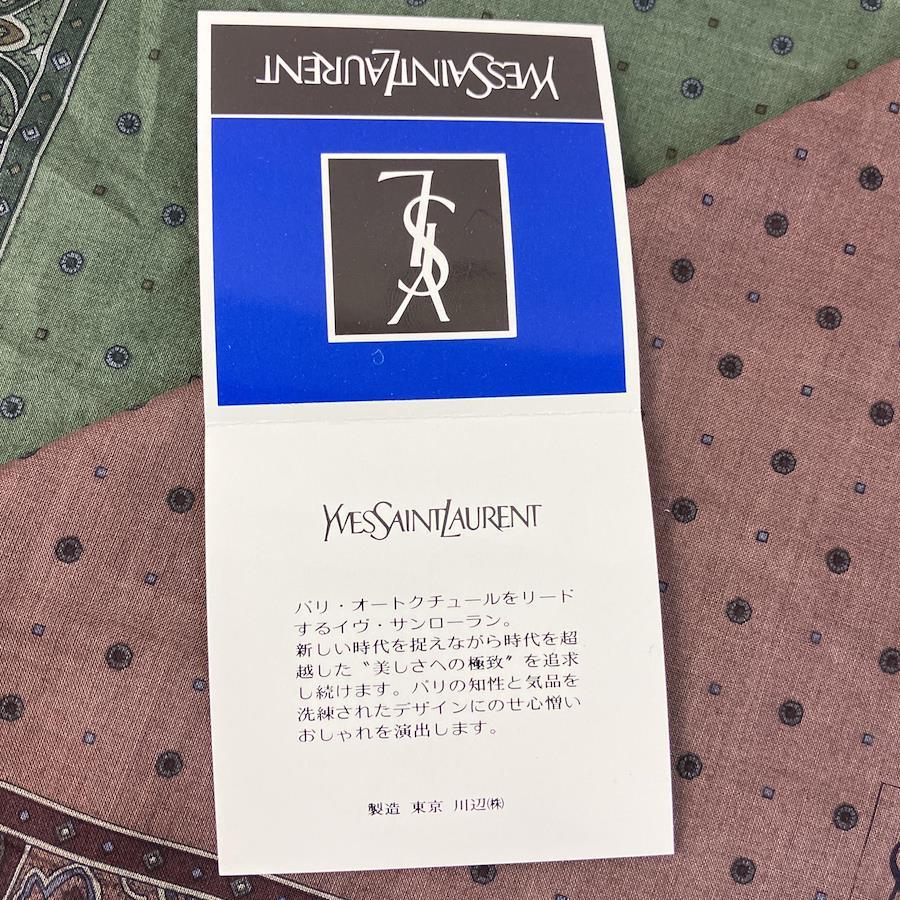 YVESSAINTLAURENT
YSL
YVESSAINTLAURENT
パリ・オートクチュールをリード
するイヴ・サンローラン。
新しい時代を捉えながら時代を超
越した〝美しさへの極致〟を追求
し続けます。パリの知性と気品を
洗練されたデザインにのせ心憎い
おしゃれを演出します。
製造 東京 川辺㈱